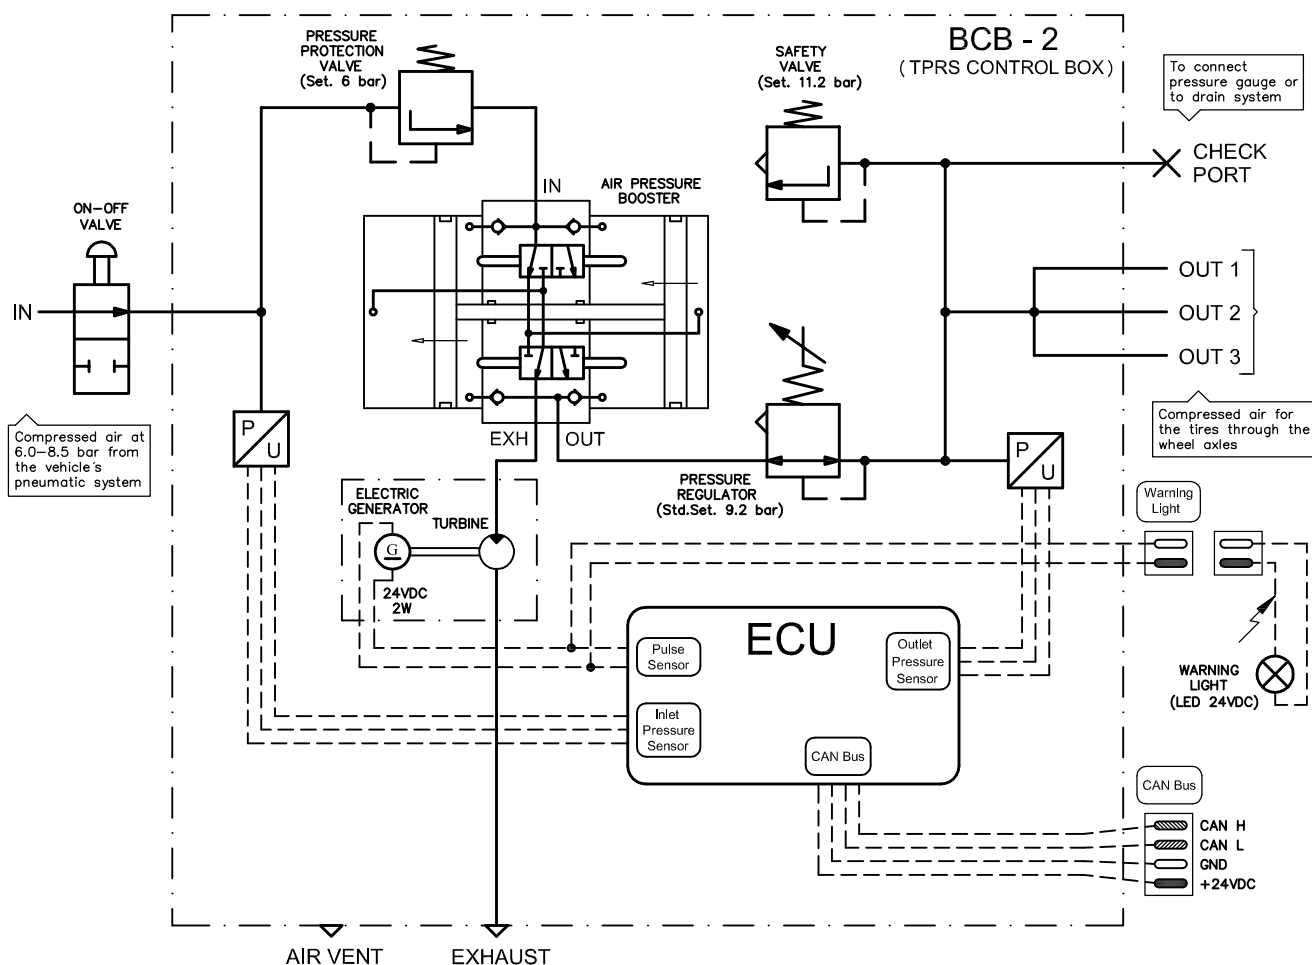 PRESSURE
PROTECTION
VALVE
(Set. 6 bar)
SAFETY
VALVE
(Set. 11.2 bar)
BCB - 2
( TPRS CONTROL BOX )
To connect
pressure gauge or
to drain system
CHECK
PORT
IN
AIR PRESSURE
BOOSTER
ON-OFF
VALVE
IN
OUT 1
OUT 2
OUT 3
Compressed air at
6.0-8.5 bar from
the vehicle's
pneumatic system
P
U
EXH
OUT
PRESSURE
REGULATOR
(Std.Set. 9.2 bar)
P
U
Compressed air for
the tires through the
wheel axles
ELECTRIC
GENERATOR
TURBINE
G
24VDC
2W
Warning
Light
ECU
Pulse
Sensor
Outlet
Pressure
Sensor
Inlet
Pressure
Sensor
CAN Bus
WARNING
LIGHT
(LED 24VDC)
CAN Bus
CAN H
CAN L
GND
+24VDC
AIR VENT
EXHAUST